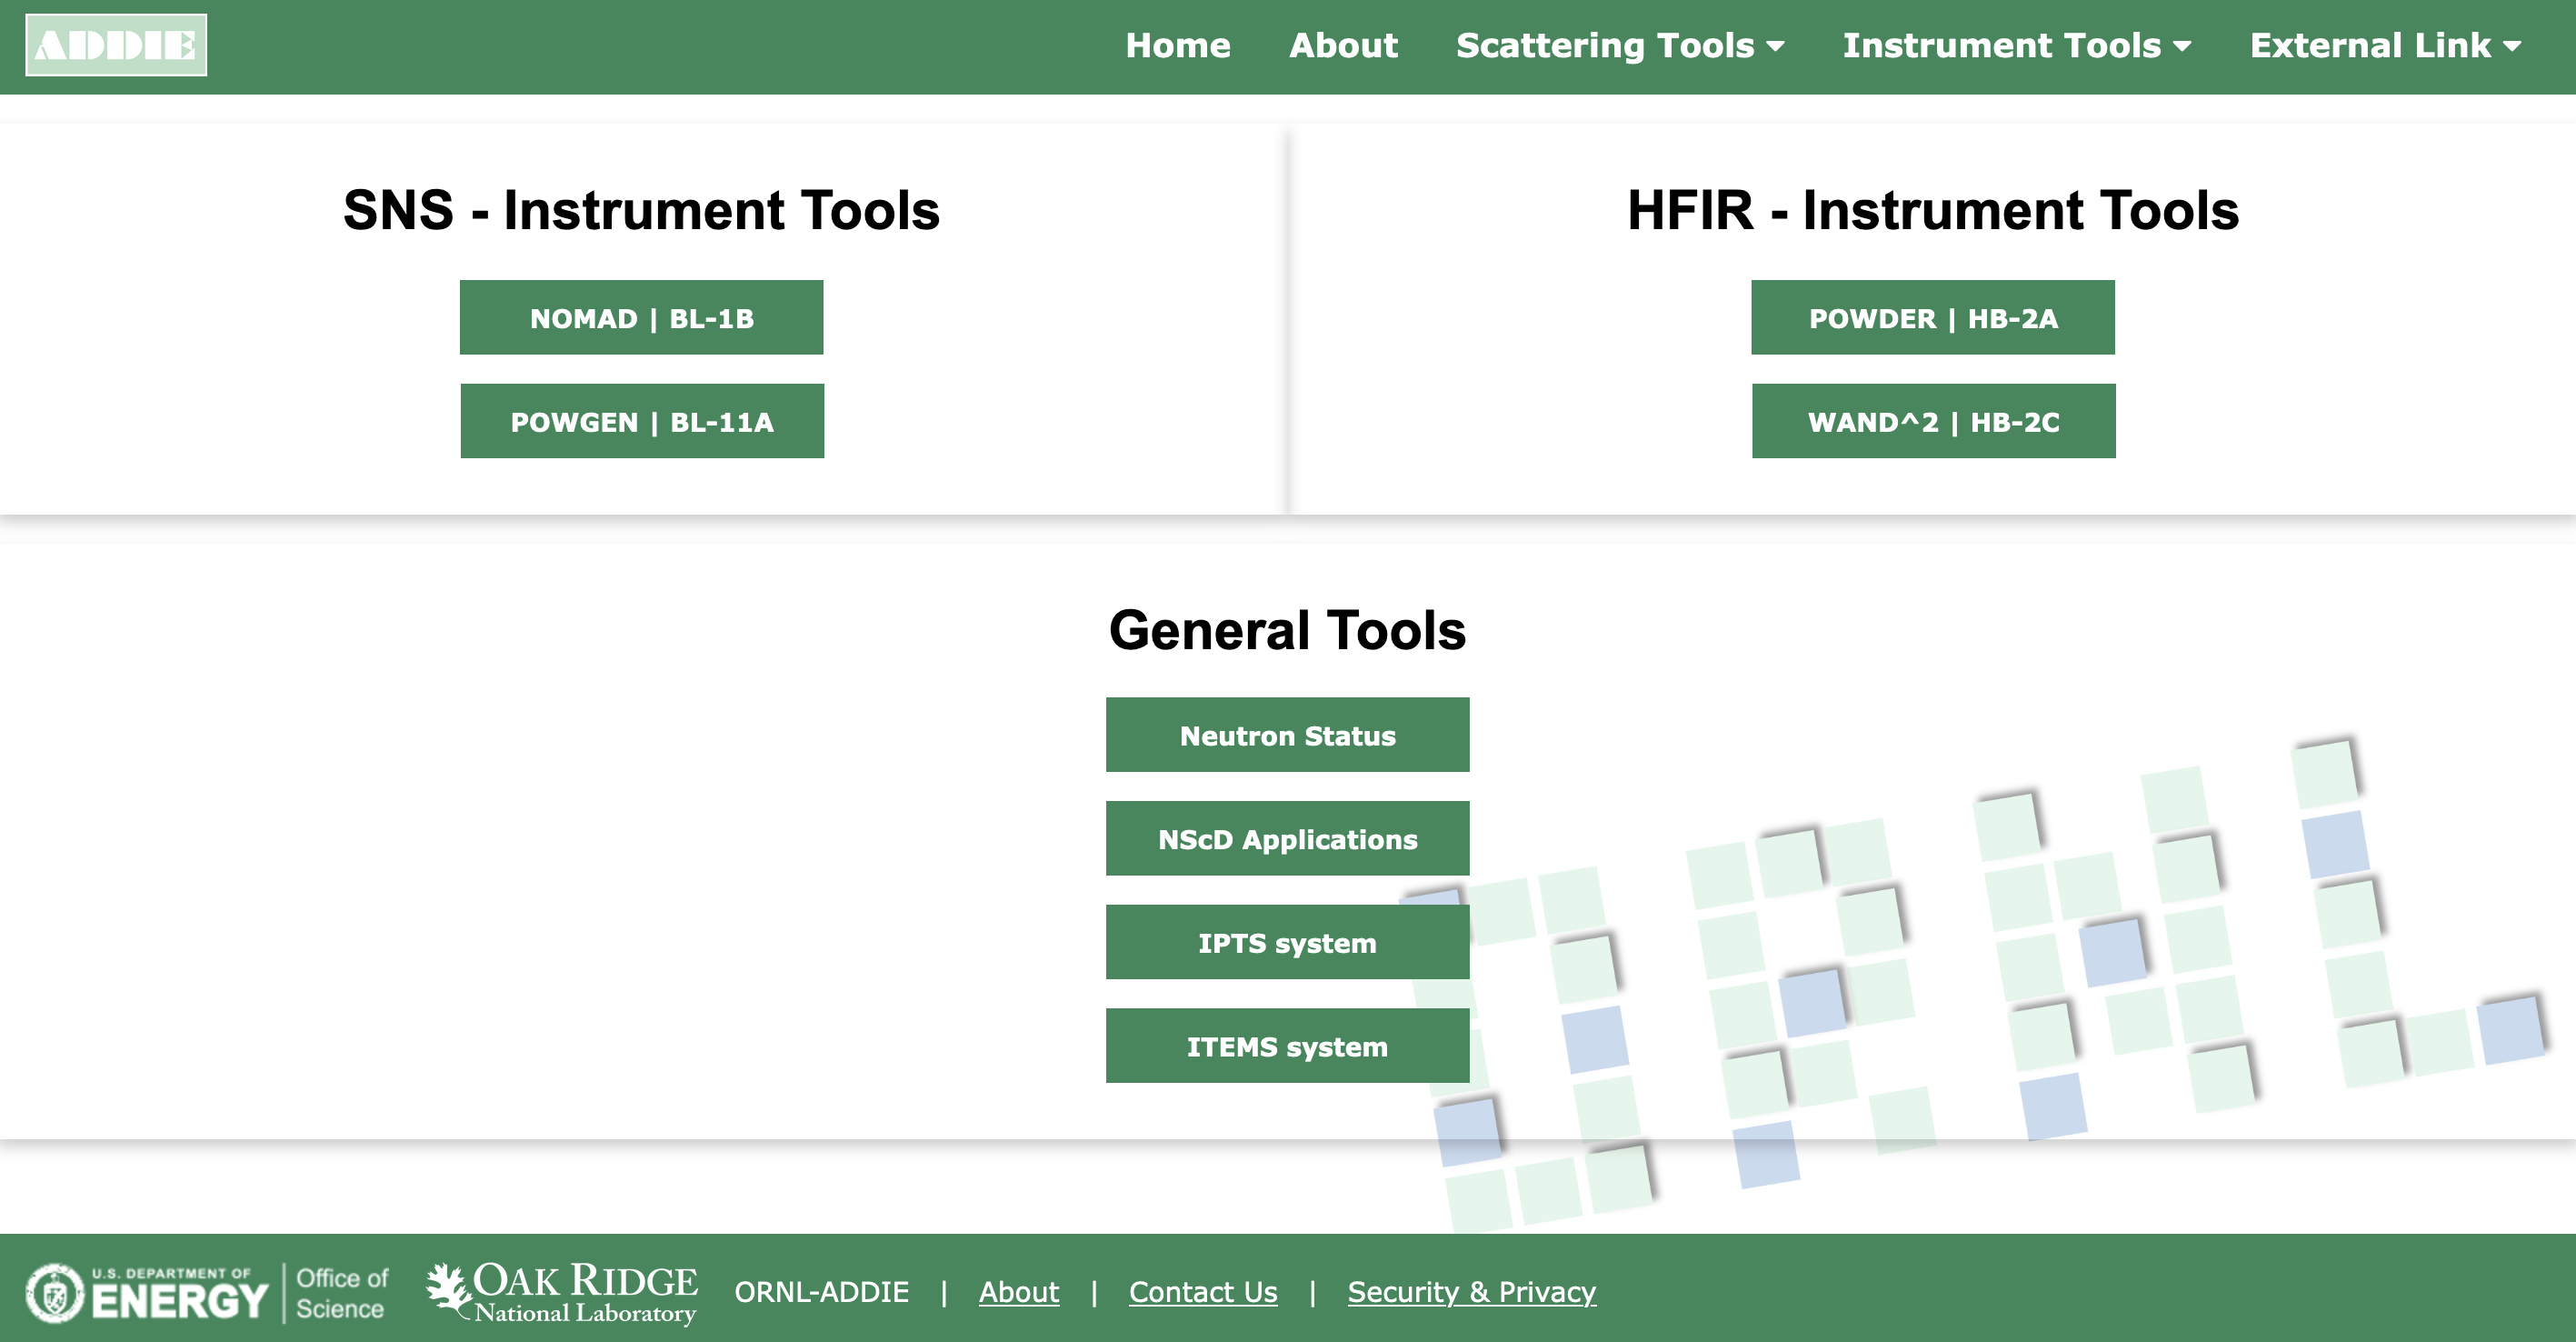 ADDIE
Home About Scattering Tools Instrument Tools External Link
SNS - Instrument Tools
NOMAD | BL-1B
POWGEN | BL-11A
HFIR - Instrument Tools
POWDER | HB-2A
WAND^2 | HB-2C
General Tools
Neutron Status
NScD Applications
IPTS system
ITEMS system
ORNL
U.S. DEPARTMENT OF
ENERGY
Office of
Science
OAK RIDGE
National Laboratory
ORNL-ADDIE | About | Contact Us | Security & Privacy